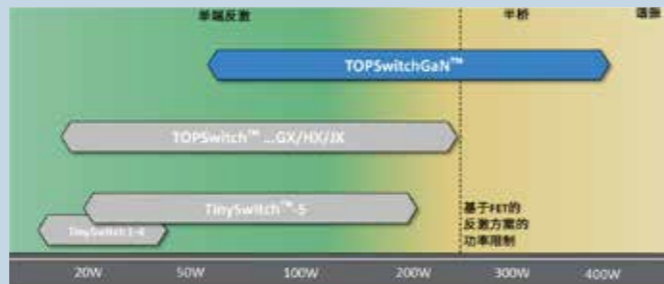 单端反激 半桥 谐振
TOPSwitchGaN™
TOPSwitch™ ...GX/HX/JX
TinySwitch™-5
TinySwitch 1-4
基于FET的
反激方案的
功率限制
20W 50W 100W 200W 300W 400W